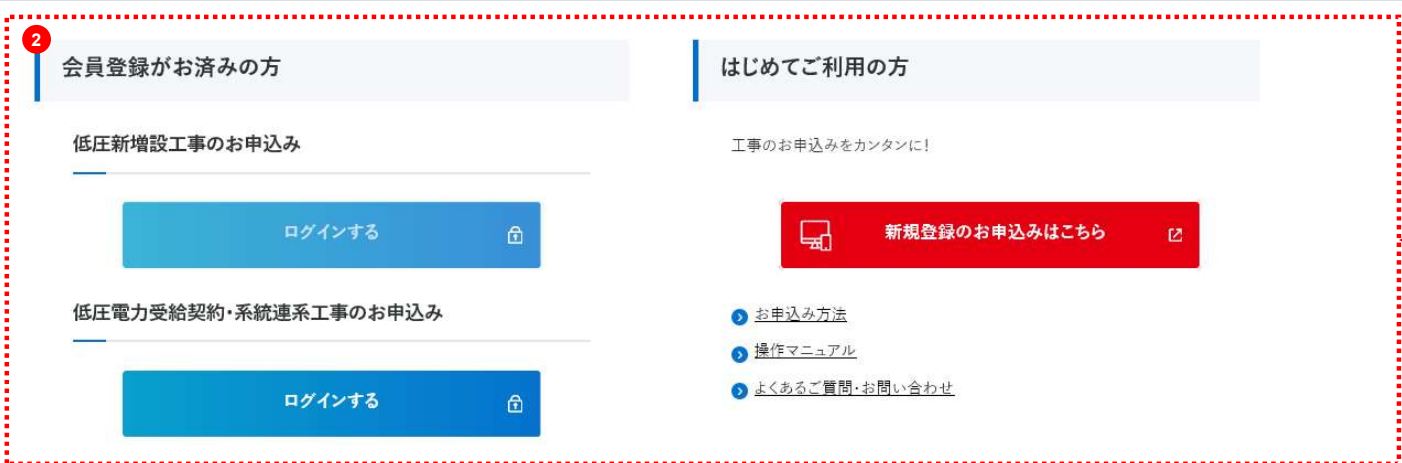 2
会員登録がお済みの方
低圧新増設工事のお申込み
ログインする
低圧電力受給契約・系統連系工事のお申込み
ログインする
はじめてご利用の方
工事のお申込みをカンタンに!
新規登録のお申込みはこちら
お申込み方法
操作マニュアル
よくあるご質問・お問い合わせ